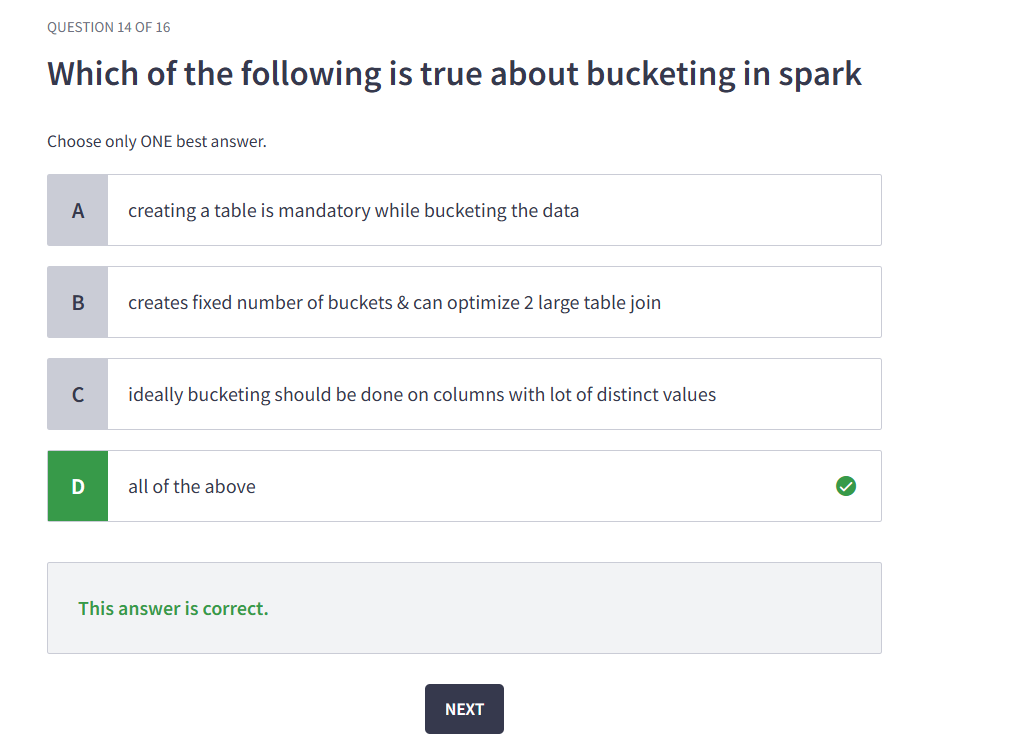 QUESTION 14 OF 16
Which of the following is true about bucketing in spark
Choose only ONE best answer.
A creating a table is mandatory while bucketing the data
B creates fixed number of buckets & can optimize 2 large table join
C ideally bucketing should be done on columns with lot of distinct values
D all of the above
This answer is correct.
NEXT